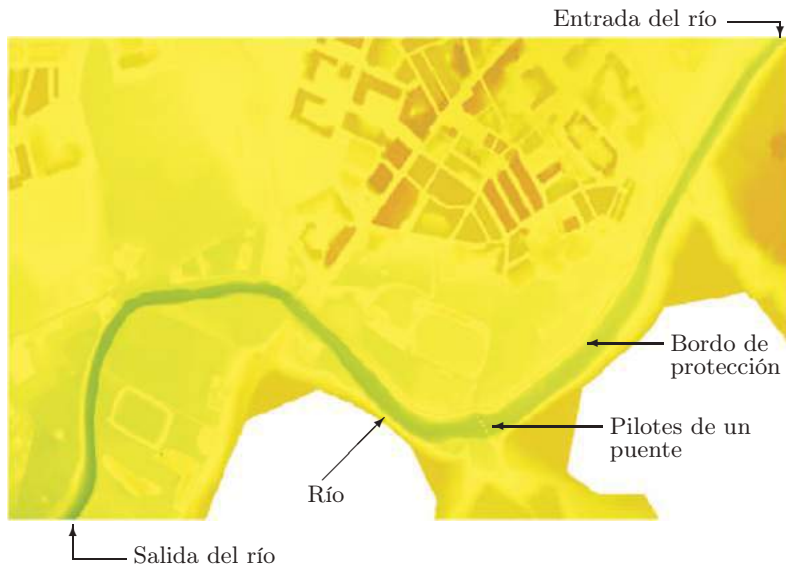 Entrada del río
Bordo de
protección
Pilotes de un
puente
Río
Salida del río